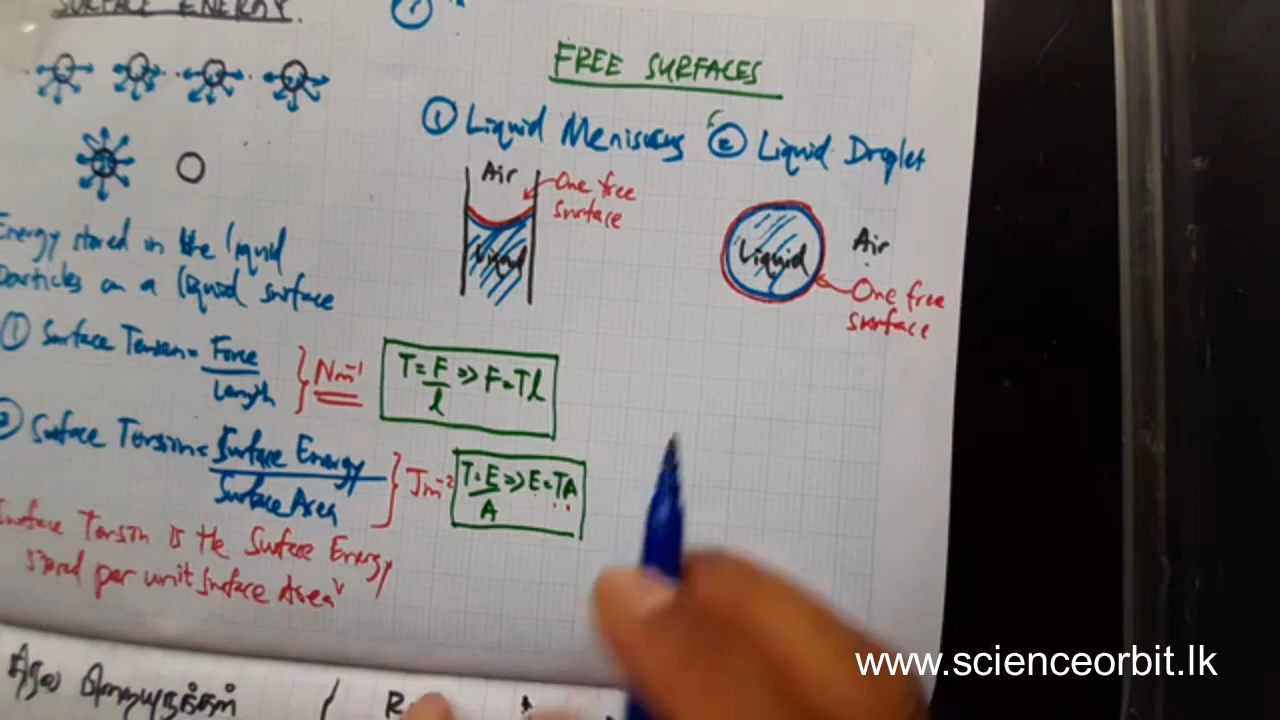 SURFACE ENERGY.
Energy stored in the liquid
particles on a liquid surface
① Surface Tension = Force
Length
} Nm⁻¹
T = F ⋙ F = Tl
l
② Surface Tension = Surface Energy
Surface Area
} Jm⁻²
T = E ⋙ E = TA
A
Surface Tension is the Surface Energy
stored per unit Surface Area
FREE SURFACES
① Liquid Meniscus
Air
One free
surface
Liquid
② Liquid Droplet
Liquid
Air
One free
surface
www.scienceorbit.lk